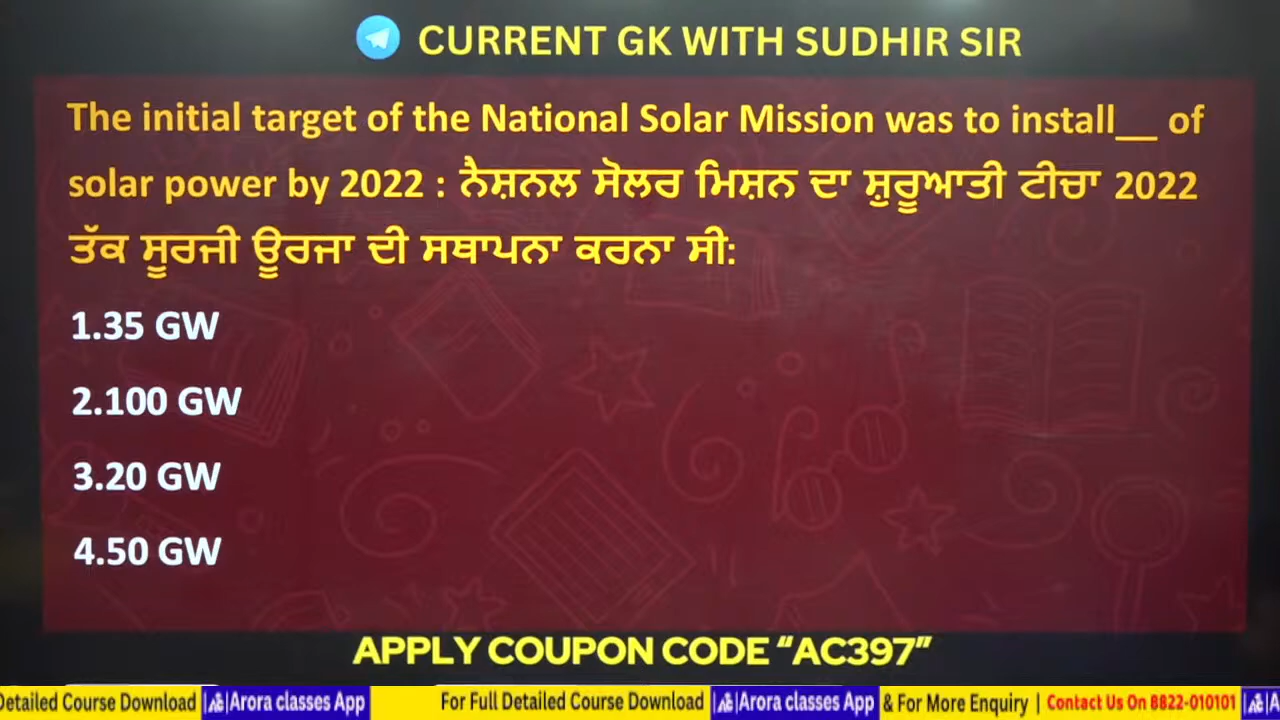 CURRENT GK WITH SUDHIR SIR
The initial target of the National Solar Mission was to install__ of
solar power by 2022 : ਨੈਸ਼ਨਲ ਸੋਲਰ ਮਿਸ਼ਨ ਦਾ ਸ਼ੁਰੂਆਤੀ ਟੀਚਾ 2022
ਤੱਕ ਸੂਰਜੀ ਊਰਜਾ ਦੀ ਸਥਾਪਨਾ ਕਰਨਾ ਸੀ:
1.35 GW
2.100 GW
3.20 GW
4.50 GW
APPLY COUPON CODE “AC397”
Detailed Course Download |Arora classes App For Full Detailed Course Download |Arora classes App & For More Enquiry | Contact Us On 8822-010101